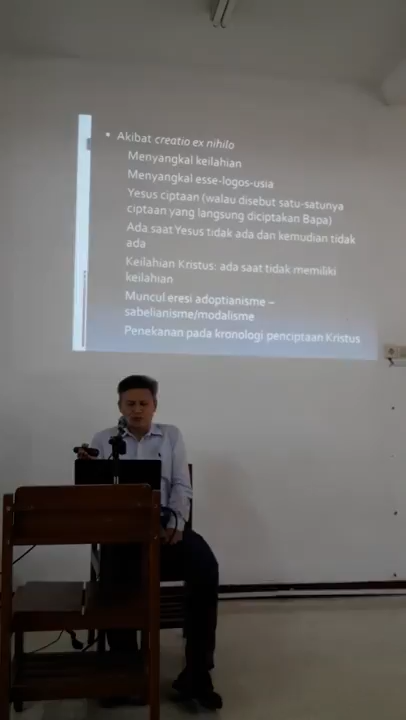 • Akibat creatio ex nihilo
Menyangkal keilahian
Menyangkal esse-logos-usia
Yesus ciptaan (walau disebut satu-satunya
ciptaan yang langsung diciptakan Bapa)
Ada saat Yesus tidak ada dan kemudian tidak
ada
Keilahian Kristus: ada saat tidak memiliki
keilahian
Muncul eresi adoptianisme –
sabelianisme/modalisme
Penekanan pada kronologi penciptaan Kristus